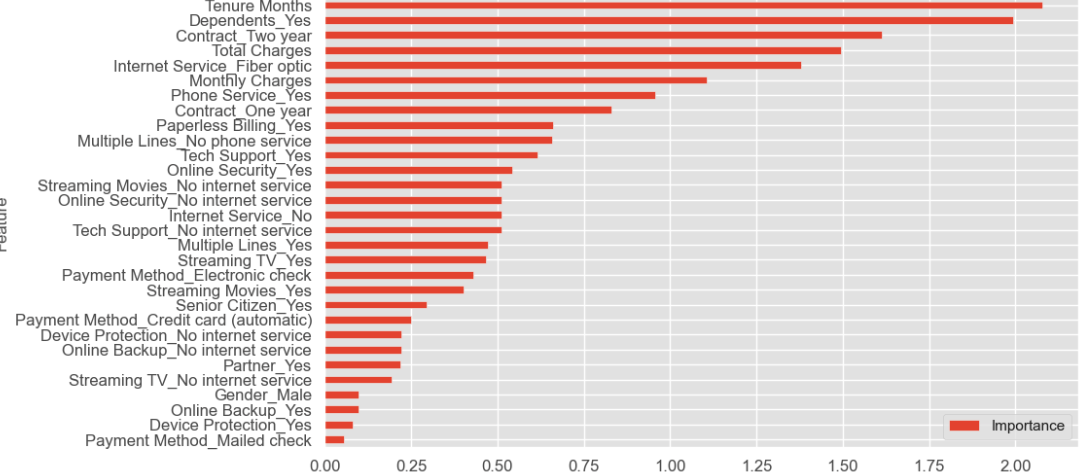 Tenure Months
Dependents_Yes
Contract_Two year
Total Charges
Internet Service_Fiber optic
Monthly Charges
Phone Service_Yes
Contract_One year
Paperless Billing_Yes
Multiple Lines_No phone service
Tech Support_Yes
Online Security_Yes
Streaming Movies_No internet service
Online Security_No internet service
Internet Service_No
Tech Support_No internet service
Multiple Lines_Yes
Streaming TV_Yes
Payment Method_Electronic check
Streaming Movies_Yes
Senior Citizen_Yes
Payment Method_Credit card (automatic)
Device Protection_No internet service
Online Backup_No internet service
Partner_Yes
Streaming TV_No internet service
Gender_Male
Online Backup_Yes
Device Protection_Yes
Payment Method_Mailed check
Feature
Importance
0.00 0.25 0.50 0.75 1.00 1.25 1.50 1.75 2.00